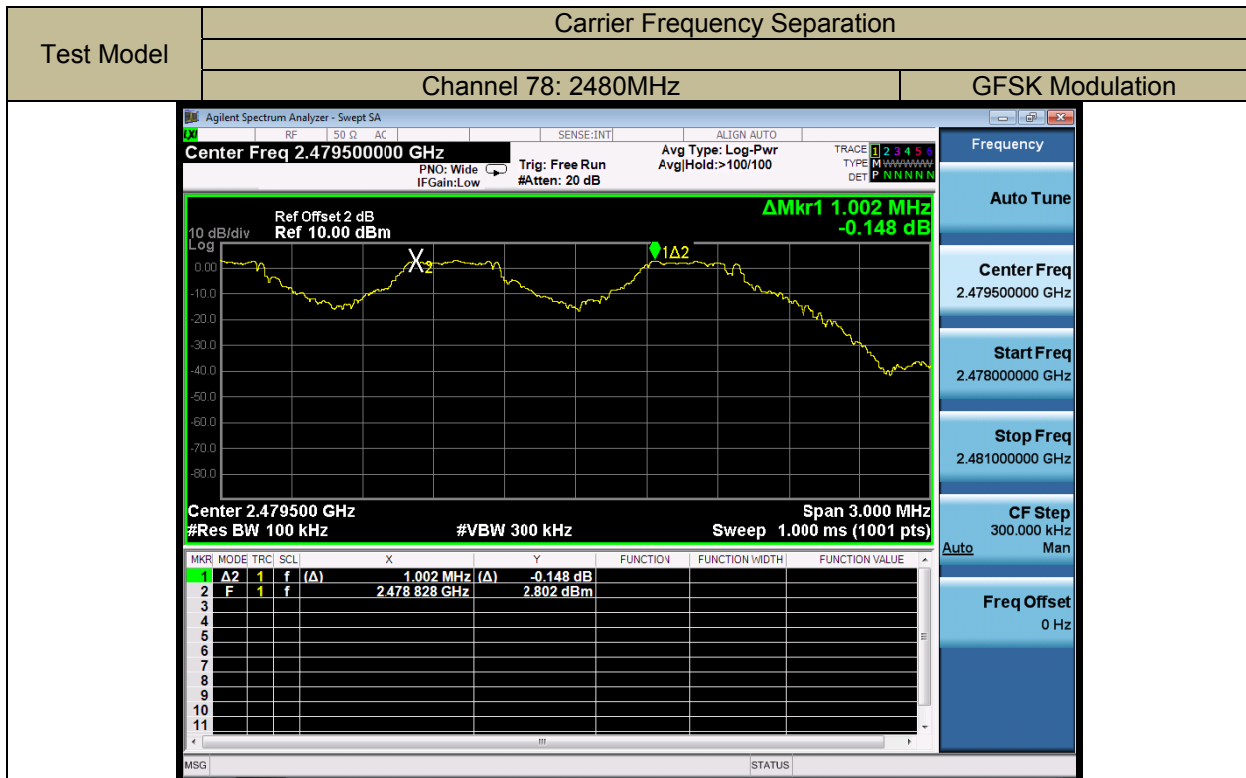 Test Model
Carrier Frequency Separation
Channel 78: 2480MHz GFSK Modulation
Agilent Spectrum Analyzer - Swept SA
RF 50 Ω AC SENSE:INT ALIGN AUTO
Center Freq 2.479500000 GHz
PNO: Wide
IFGain:Low
Trig: Free Run
#Atten: 20 dB
Avg Type: Log-Pwr
Avg|Hold:>100/100
TRACE 1 2 3 4 5 6
TYPE M WWWWW
DET P N N N N N
ΔMkr1 1.002 MHz
-0.148 dB
Ref Offset 2 dB
10 dB/div Ref 10.00 dBm
Log
0.00
-10.0
-20.0
-30.0
-40.0
-50.0
-60.0
-70.0
-80.0
X2
1Δ2
Center 2.479500 GHz Span 3.000 MHz
#Res BW 100 kHz #VBW 300 kHz Sweep 1.000 ms (1001 pts)
MKR MODE TRC SCL X Y FUNCTION FUNCTION WIDTH FUNCTION VALUE
1 Δ2 1 f (Δ) 1.002 MHz (Δ) -0.148 dB
2 F 1 f 2.478 828 GHz 2.802 dBm
3
4
5
6
7
8
9
10
11
MSG STATUS
Frequency
Auto Tune
Center Freq
2.479500000 GHz
Start Freq
2.478000000 GHz
Stop Freq
2.481000000 GHz
CF Step
300.000 kHz
Auto Man
Freq Offset
0 Hz